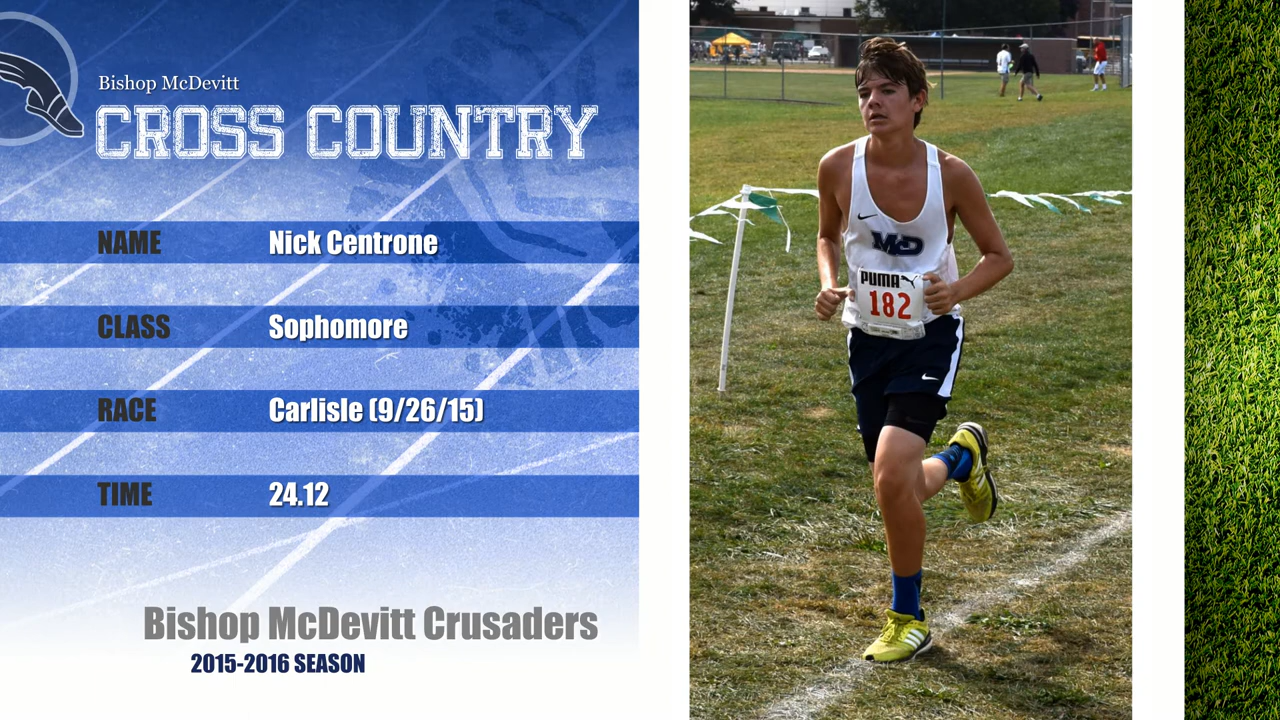 Bishop McDevitt
CROSS COUNTRY
NAME Nick Centrone
CLASS Sophomore
RACE Carlisle (9/26/15)
TIME 24.12
Bishop McDevitt Crusaders
2015-2016 SEASON
MD
PUMA
182